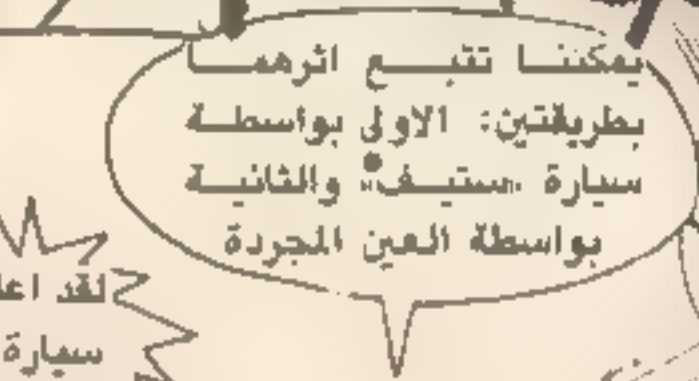 يمكننا تتبع اثرهما
بطريقتين: الاولى بواسطة
سيارة «ستيف» والثانية
بواسطة العين المجردة
لقد اعا
سيارة